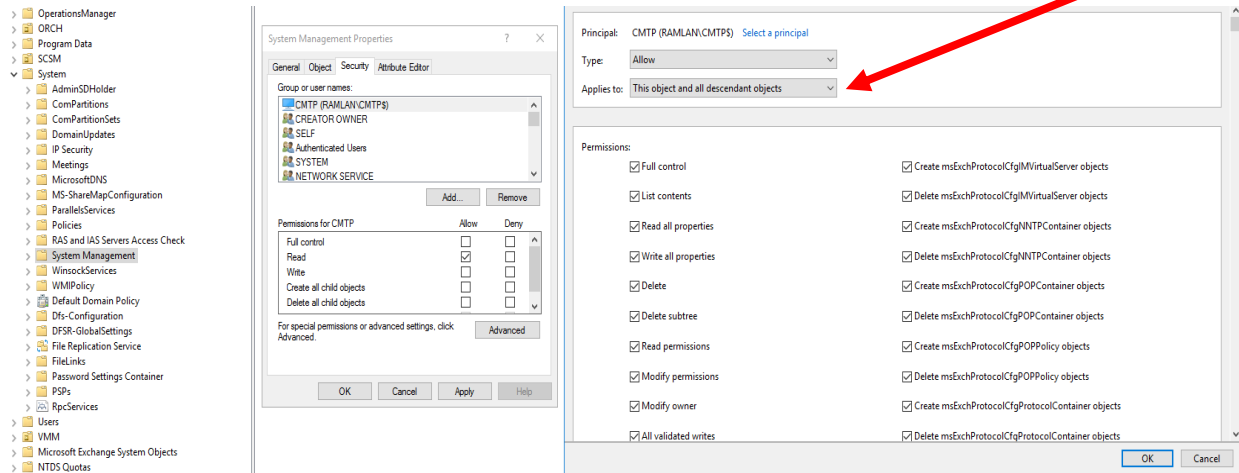 OperationsManager
ORCH
Program Data
SCSM
System
AdminSDHolder
ComPartitions
ComPartitionSets
DomainUpdates
IP Security
Meetings
MicrosoftDNS
MS-ShareMapConfiguration
ParallelsServices
Policies
RAS and IAS Servers Access Check
System Management
WinsockServices
WMIPolicy
Default Domain Policy
Dfs-Configuration
DFSR-GlobalSettings
File Replication Service
FileLinks
Password Settings Container
PSPs
RpcServices
Users
VMM
Microsoft Exchange System Objects
NTDS Quotas
System Management Properties
General Object Security Attribute Editor
Group or user names:
CMTP (RAMLAN\CMTP$)
CREATOR OWNER
SELF
Authenticated Users
SYSTEM
NETWORK SERVICE
Add... Remove
Permissions for CMTP Allow Deny
Full control
Read
Write
Create all child objects
Delete all child objects
For special permissions or advanced settings, click
Advanced.
Advanced
OK Cancel Apply Help
Principal: CMTP (RAMLAN\CMTP$) Select a principal
Type: Allow
Applies to: This object and all descendant objects
Permissions:
Full control Create msExchProtocolCfgIMVirtualServer objects
List contents Delete msExchProtocolCfgIMVirtualServer objects
Read all properties Create msExchProtocolCfgNNTPContainer objects
Write all properties Delete msExchProtocolCfgNNTPContainer objects
Delete Create msExchProtocolCfgPOPContainer objects
Delete subtree Delete msExchProtocolCfgPOPContainer objects
Read permissions Create msExchProtocolCfgPOPPolicy objects
Modify permissions Delete msExchProtocolCfgPOPPolicy objects
Modify owner Create msExchProtocolCfgProtocolContainer objects
All validated writes Delete msExchProtocolCfgProtocolContainer objects
OK Cancel